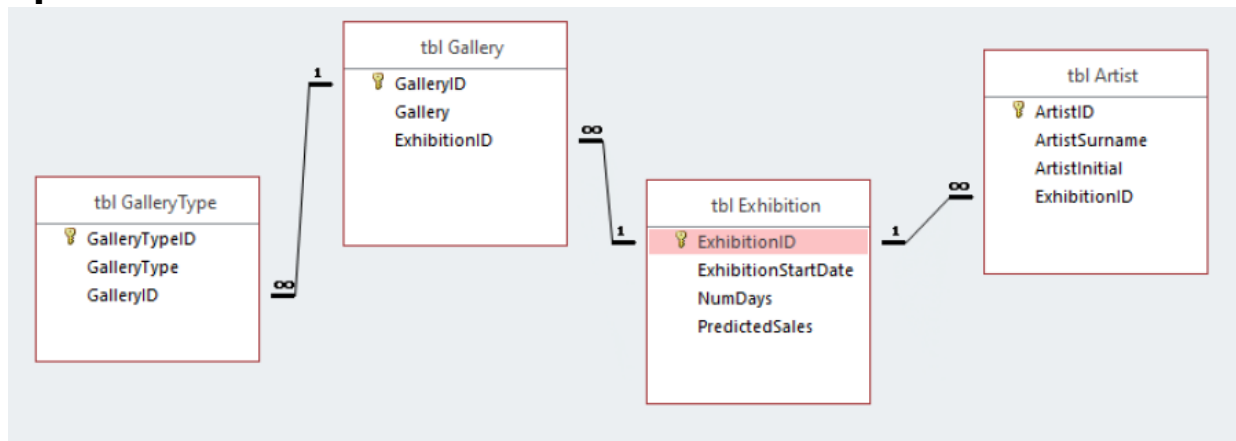 tbl GalleryType
GalleryTypeID
GalleryType
GalleryID
∞
1
tbl Gallery
GalleryID
Gallery
ExhibitionID
∞
1
tbl Exhibition
ExhibitionID
ExhibitionStartDate
NumDays
PredictedSales
1
∞
tbl Artist
ArtistID
ArtistSurname
ArtistInitial
ExhibitionID